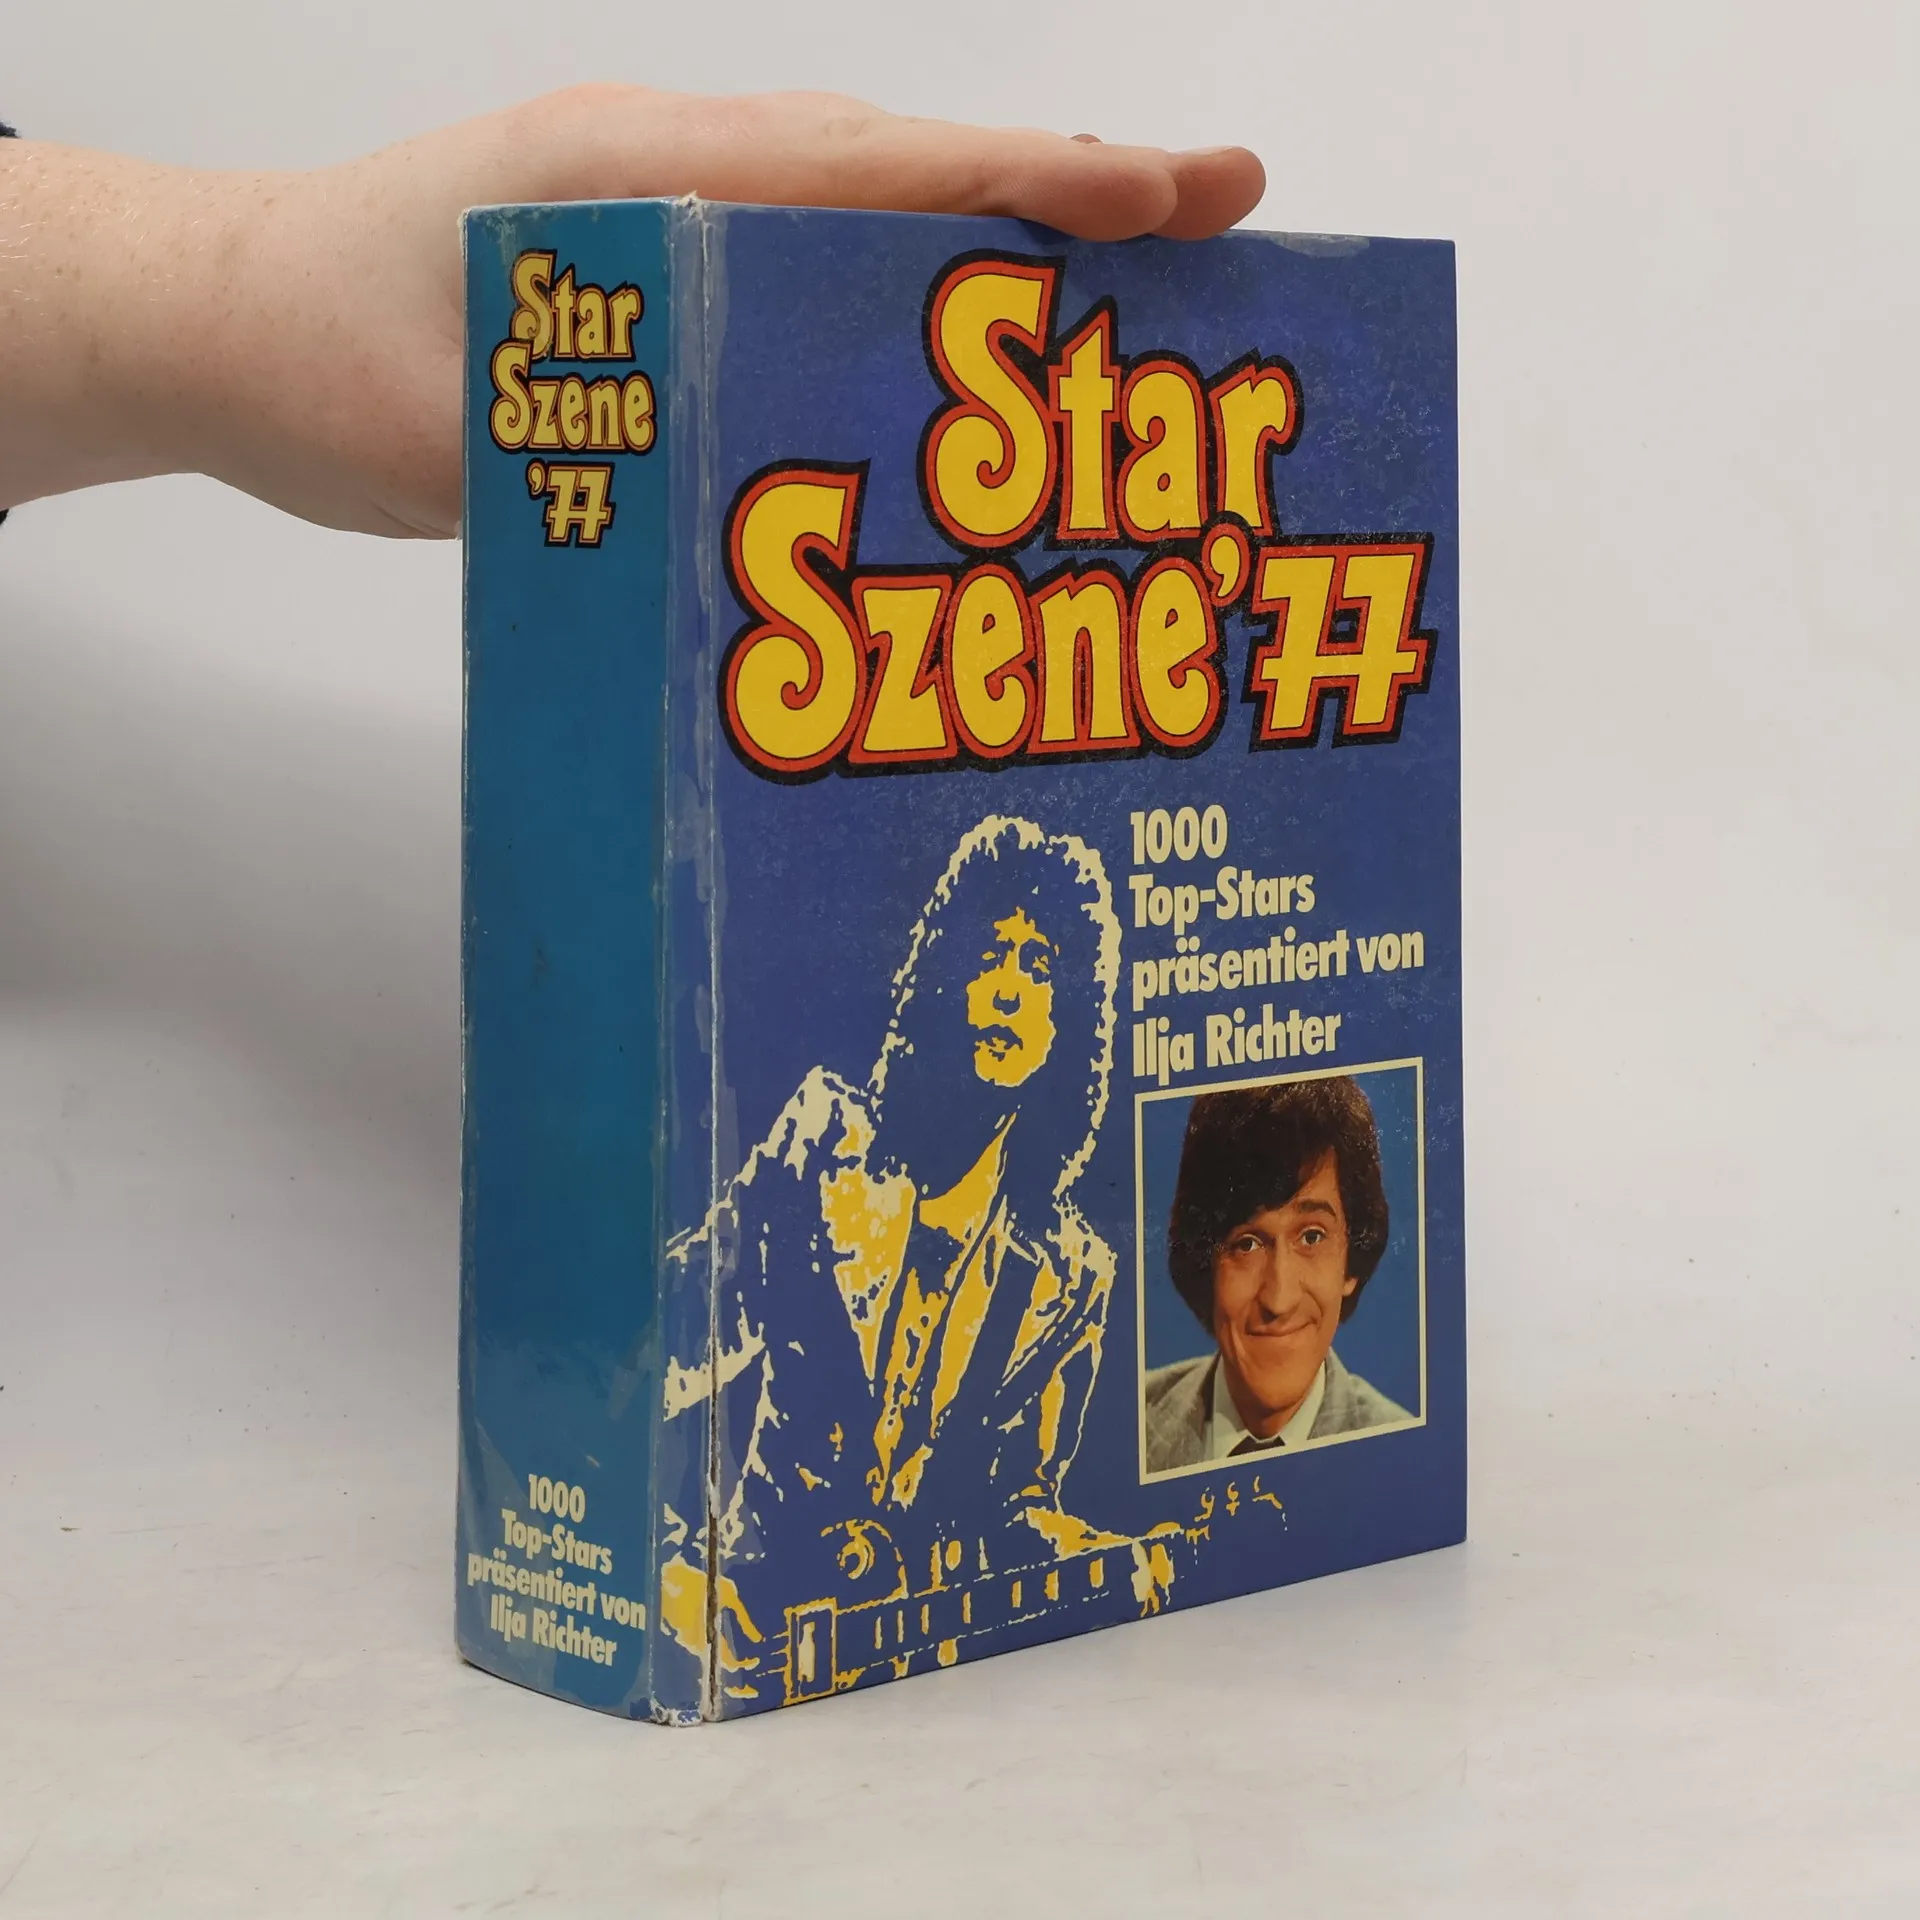 Star
Szene
'77
1000
Top-Stars
präsentiert von
Ilja Richter
Star
Szene'77
1000
Top-Stars
präsentiert von
Ilja Richter